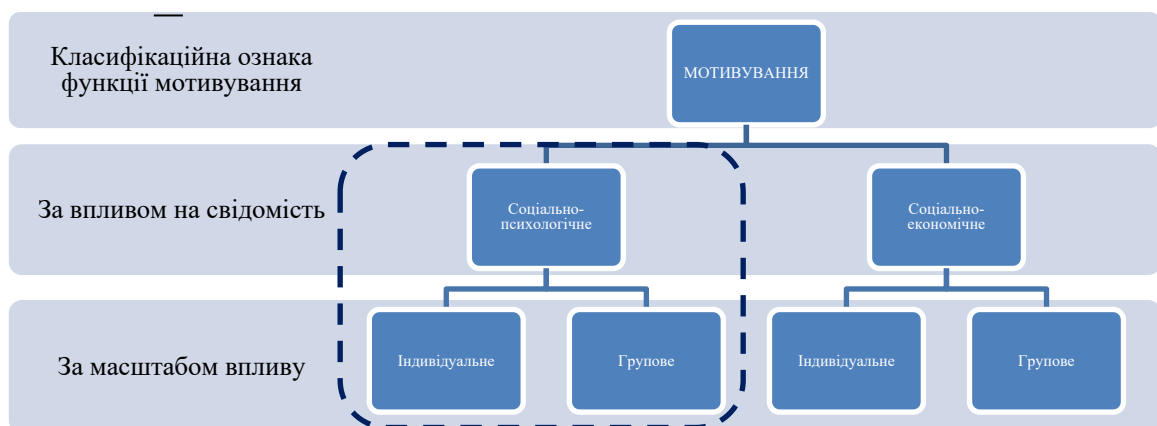 Класифікаційна ознака
функції мотивування
МОТИВУВАННЯ
За впливом на свідомість
Соціально-
психологічне
Соціально-
економічне
За масштабом впливу
Індивідуальне
Групове
Індивідуальне
Групове